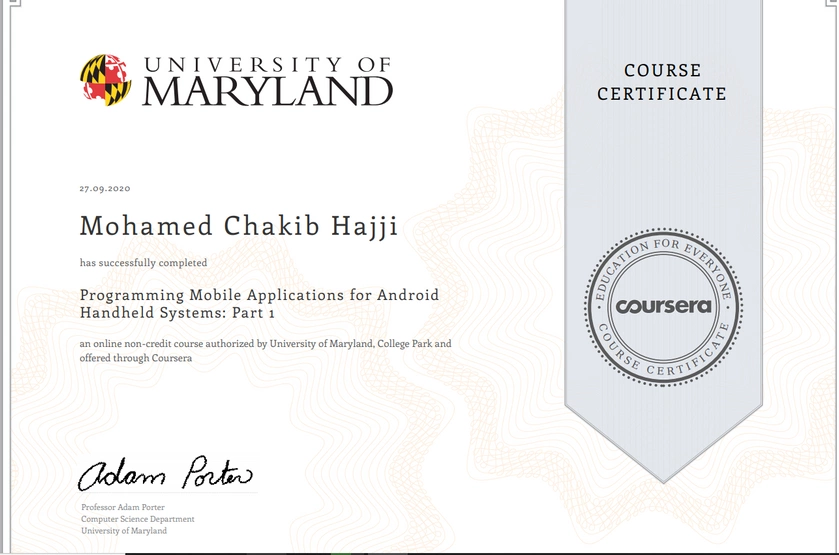 UNIVERSITY OF
MARYLAND
COURSE
CERTIFICATE
27.09.2020
Mohamed Chakib Hajji
has successfully completed
Programming Mobile Applications for Android
Handheld Systems: Part 1
an online non-credit course authorized by University of Maryland, College Park and
offered through Coursera
EDUCATION FOR EVERYONE
coursera
COURSE CERTIFICATE
Adam Porter
Professor Adam Porter
Computer Science Department
University of Maryland